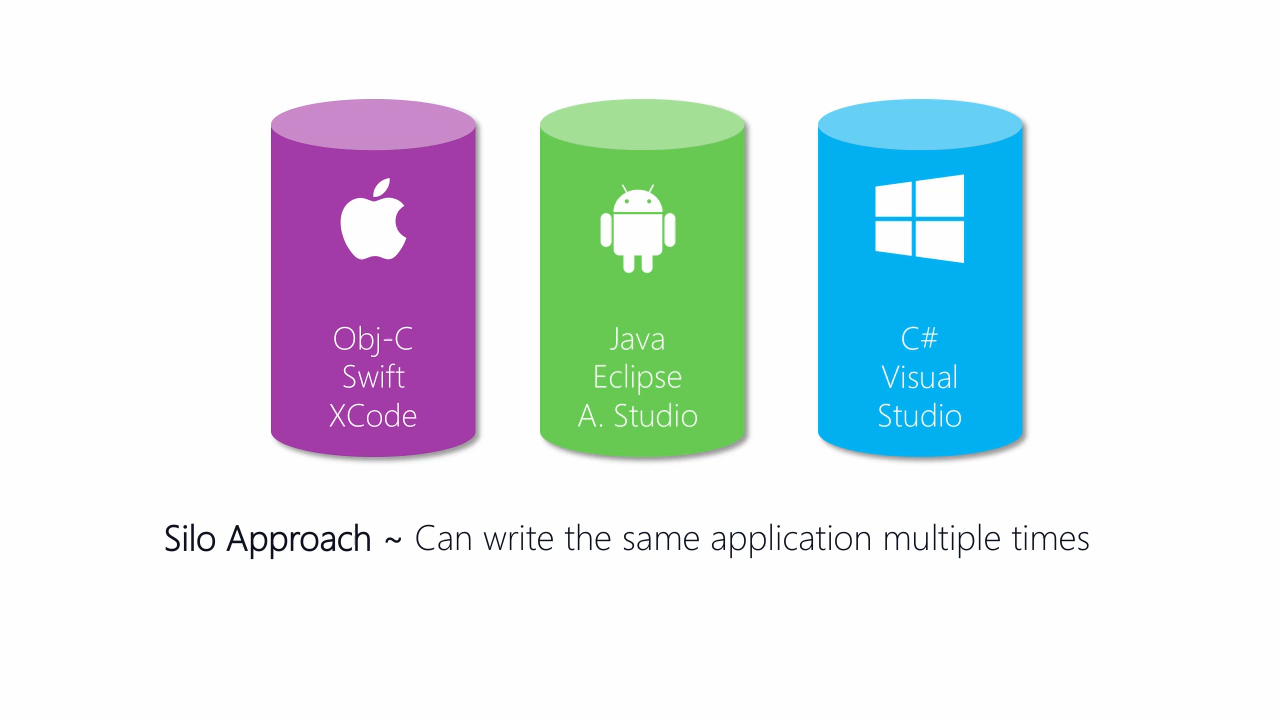 Obj-C
Swift
XCode
Java
Eclipse
A. Studio
C#
Visual
Studio
Silo Approach ~ Can write the same application multiple times